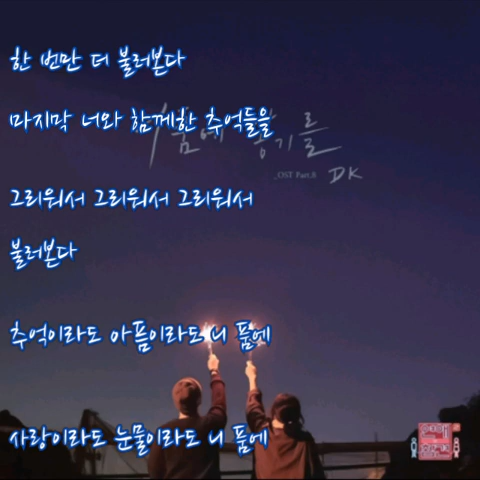 한 번만 더 불러본다
마지막 너와 함께한 추억들을
_OST Part.8
DK
그리워서 그리워서 그리워서
불러본다
추억이라도 아픔이라도 니 품에
사랑이라도 눈물이라도 니 품에